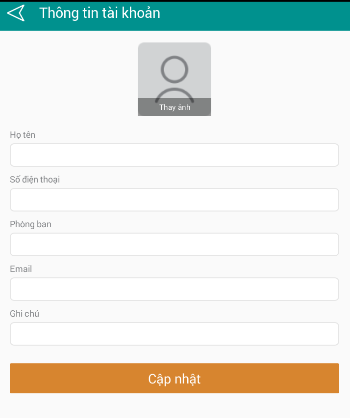 Thông tin tài khoản
Thay ảnh
Họ tên
Số điện thoại
Phòng ban
Email
Ghi chú
Cập nhật